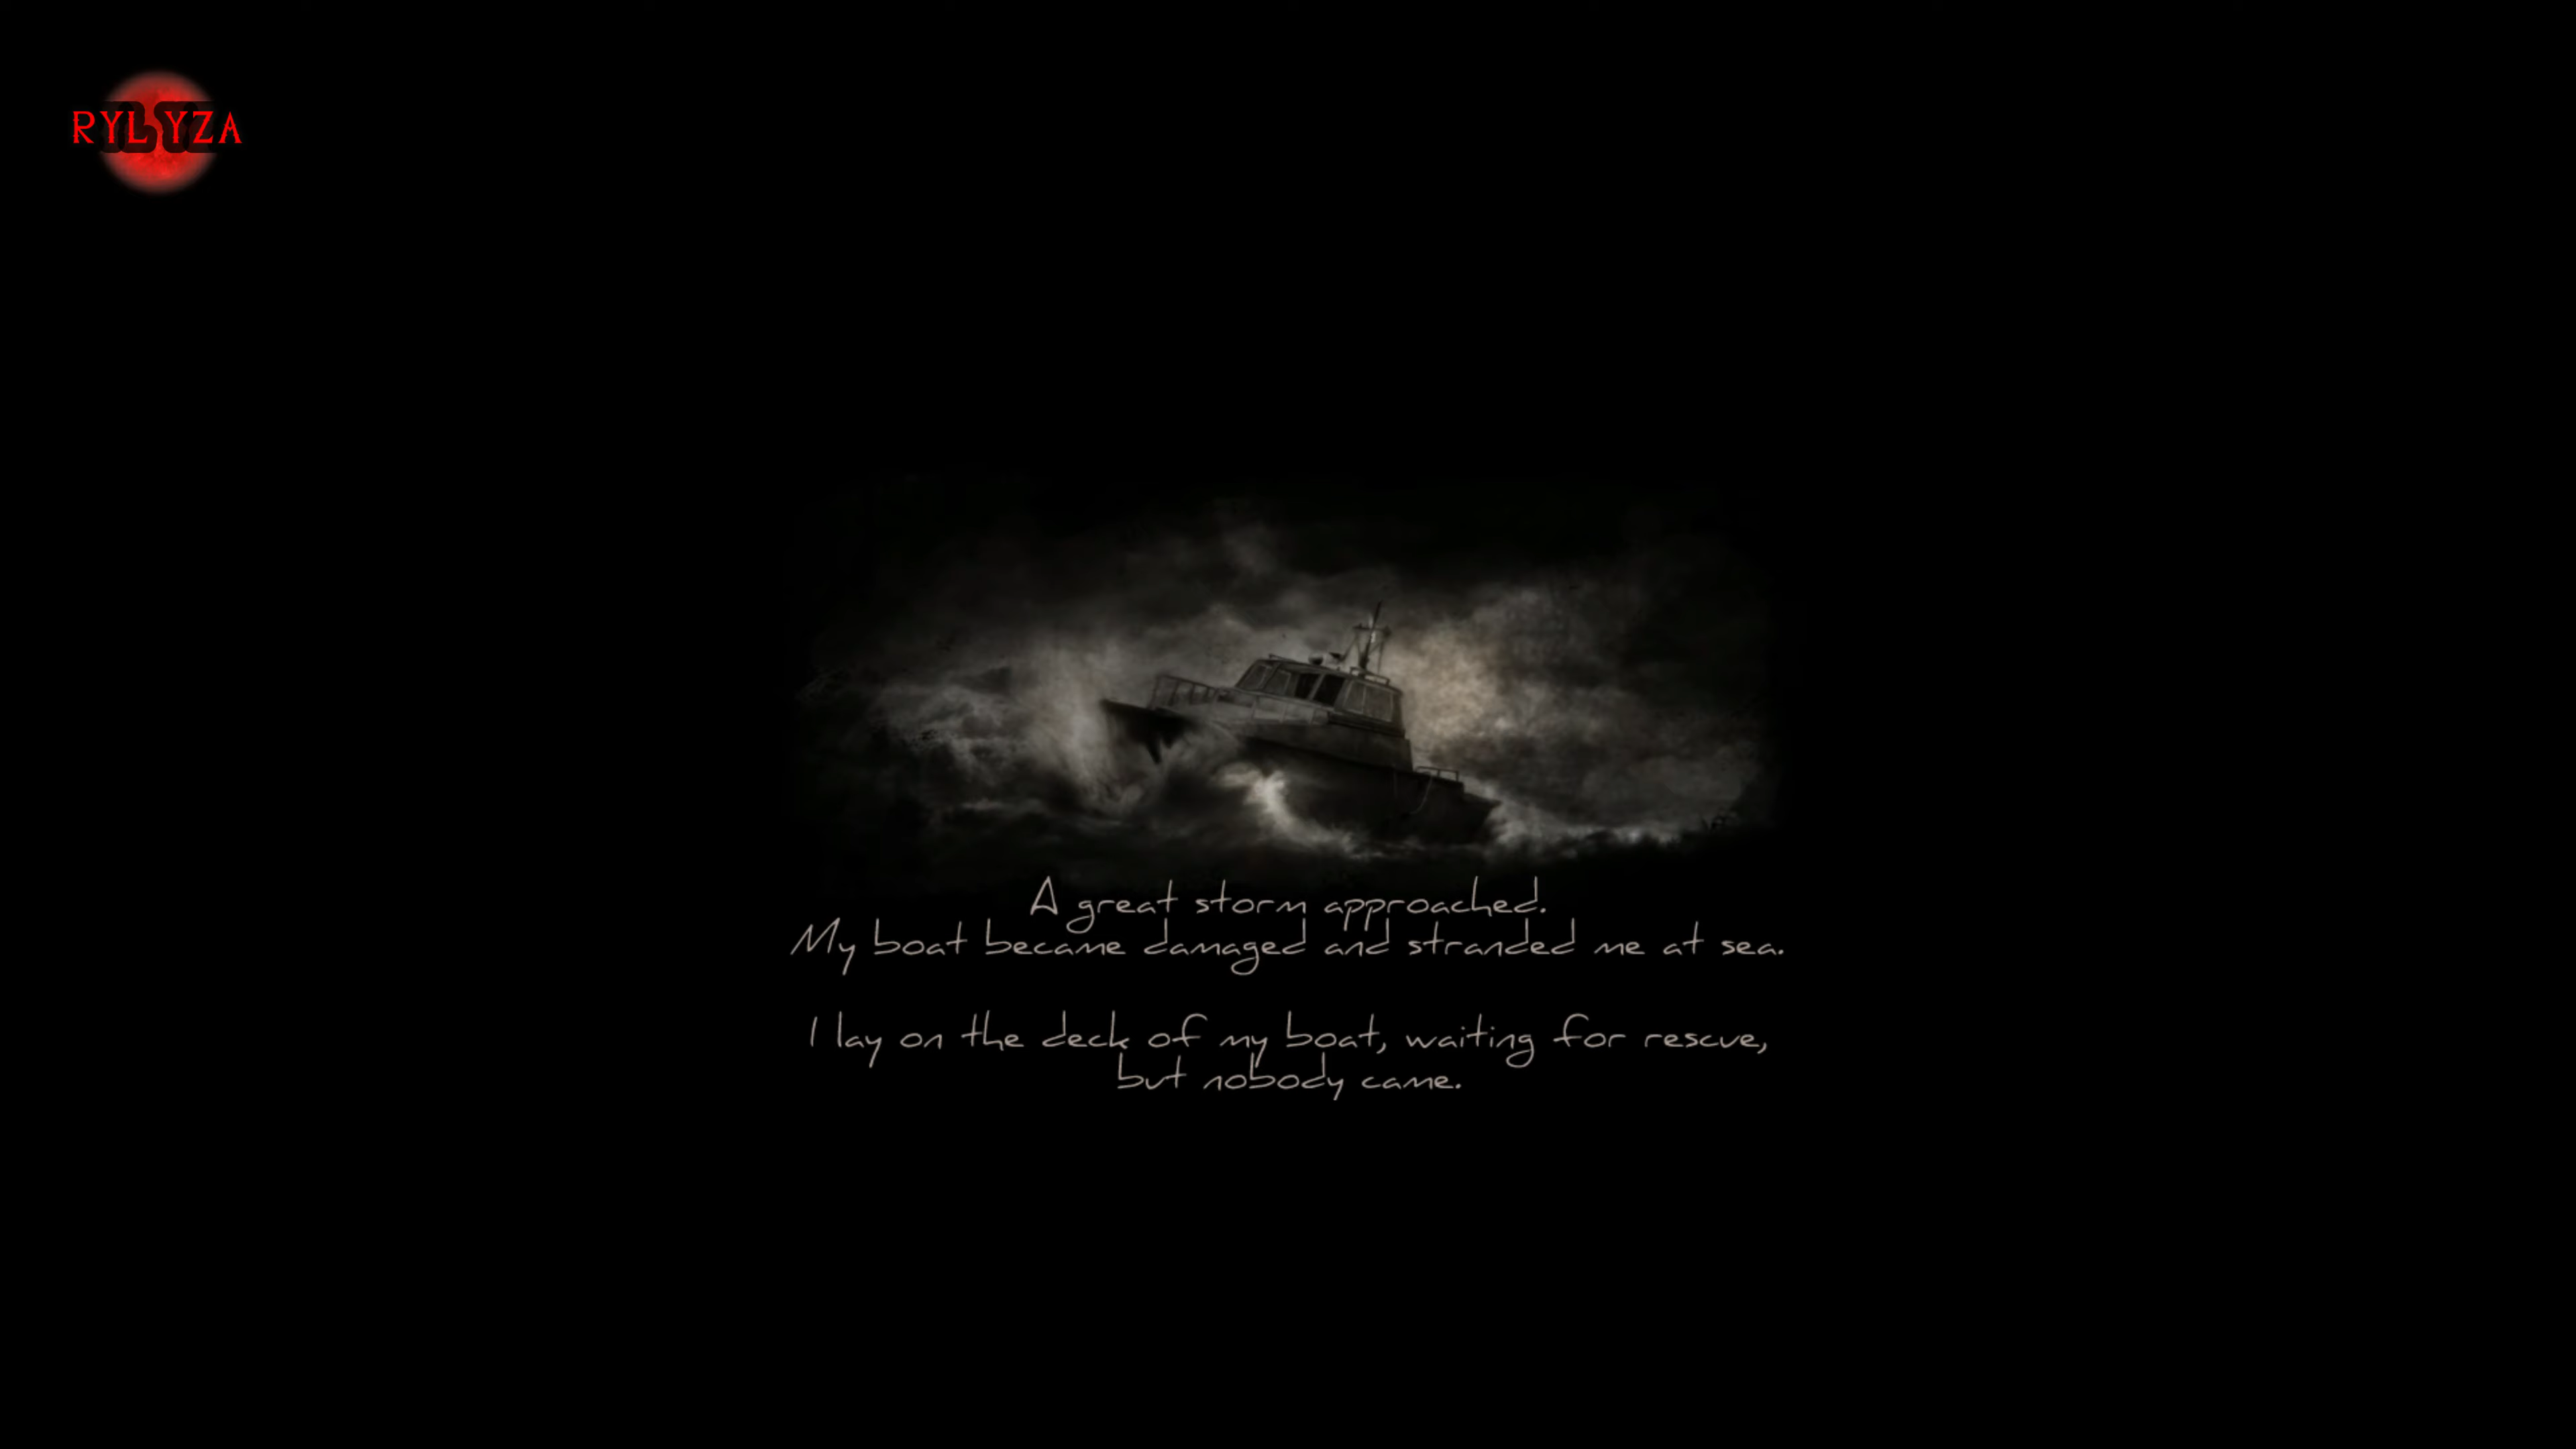 RYLYZA
A great storm approached.
My boat became damaged and stranded me at sea.
I lay on the deck of my boat, waiting for rescue,
but nobody came.